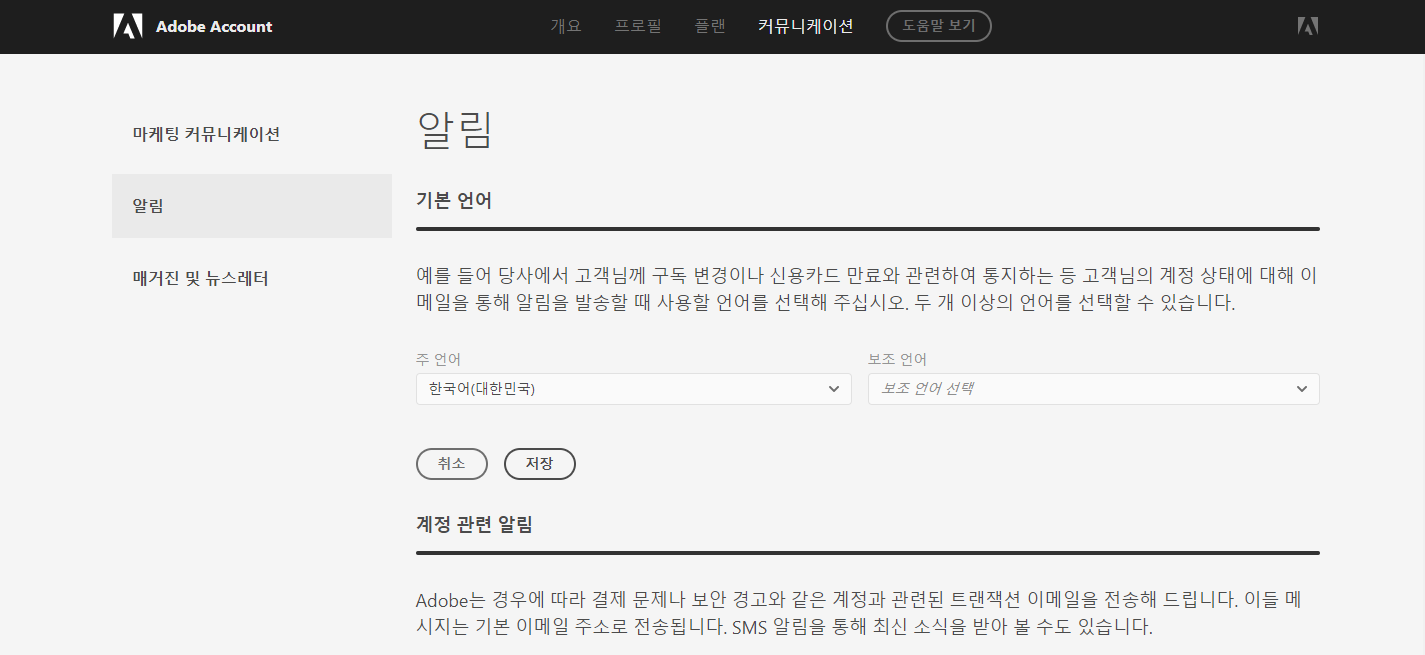 Adobe Account
개요
프로필
플랜
커뮤니케이션
도움말 보기
마케팅 커뮤니케이션
알림
매거진 및 뉴스레터
알림
기본 언어
예를 들어 당사에서 고객님께 구독 변경이나 신용카드 만료와 관련하여 통지하는 등 고객님의 계정 상태에 대해 이
메일을 통해 알림을 발송할 때 사용할 언어를 선택해 주십시오. 두 개 이상의 언어를 선택할 수 있습니다.
주 언어
한국어(대한민국)
보조 언어
보조 언어 선택
취소
저장
계정 관련 알림
Adobe는 경우에 따라 결제 문제나 보안 경고와 같은 계정과 관련된 트랜잭션 이메일을 전송해 드립니다. 이들 메
시지는 기본 이메일 주소로 전송됩니다. SMS 알림을 통해 최신 소식을 받아 볼 수도 있습니다.